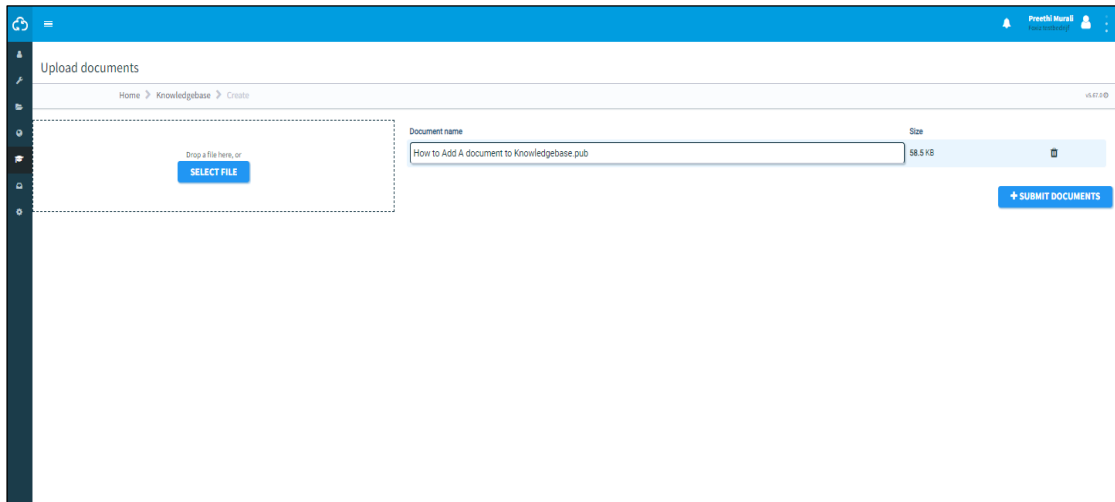 Preethi Murali
Upload documents
Home > Knowledgebase > Create
Document name
Size
Drop a file here, or
SELECT FILE
How to Add A document to Knowledgebase.pub
58.5 KB
+ SUBMIT DOCUMENTS